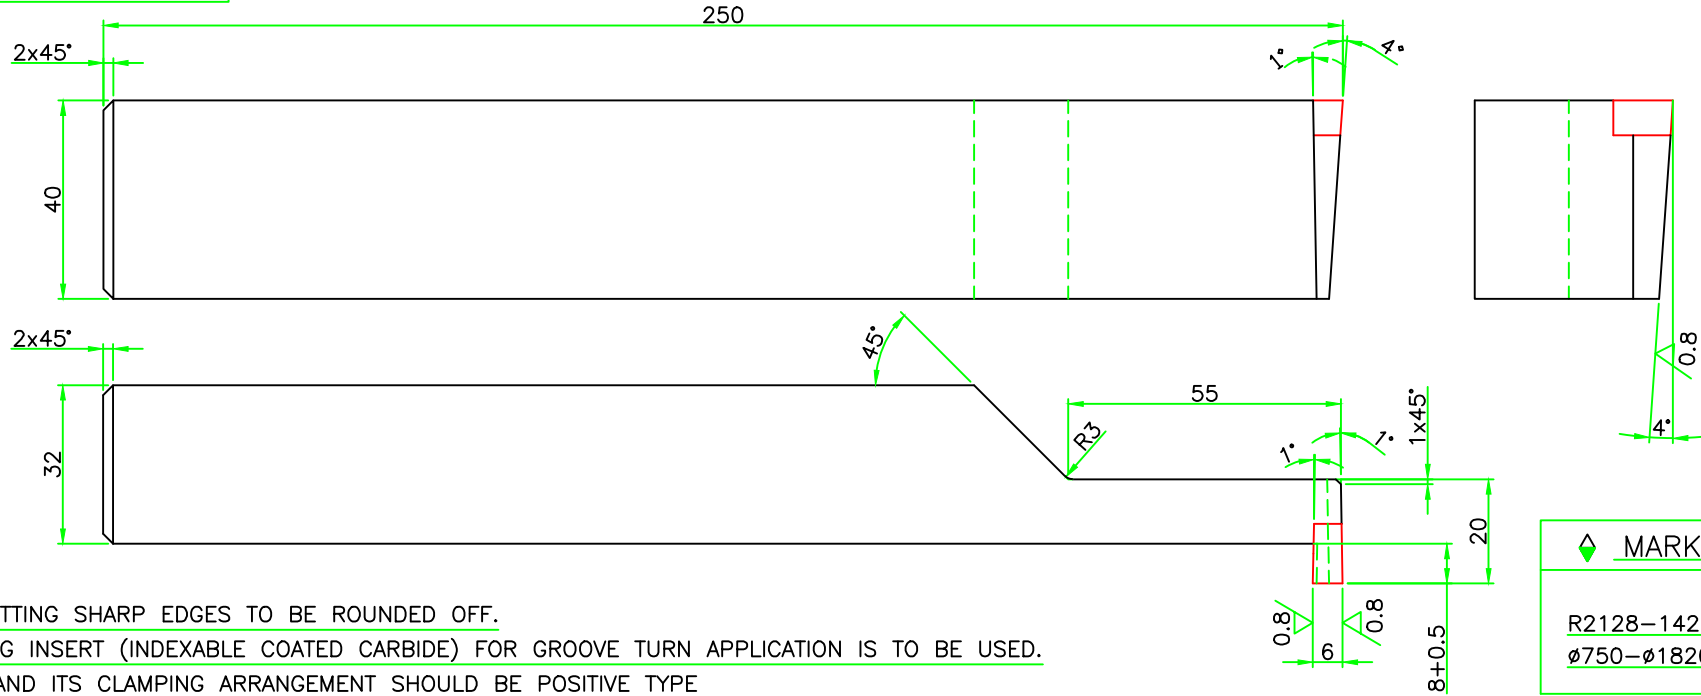 250
2x45°
1°
4°
40
0.8
4°
2x45°
45°
55
1x45°
R3
1°
1°
32
20
MARK
0.8
0.8
6
8+0.5
R2128-142
ø750-ø182
TTING SHARP EDGES TO BE ROUNDED OFF.
G INSERT (INDEXABLE COATED CARBIDE) FOR GROOVE TURN APPLICATION IS TO BE USED.
AND ITS CLAMPING ARRANGEMENT SHOULD BE POSITIVE TYPE